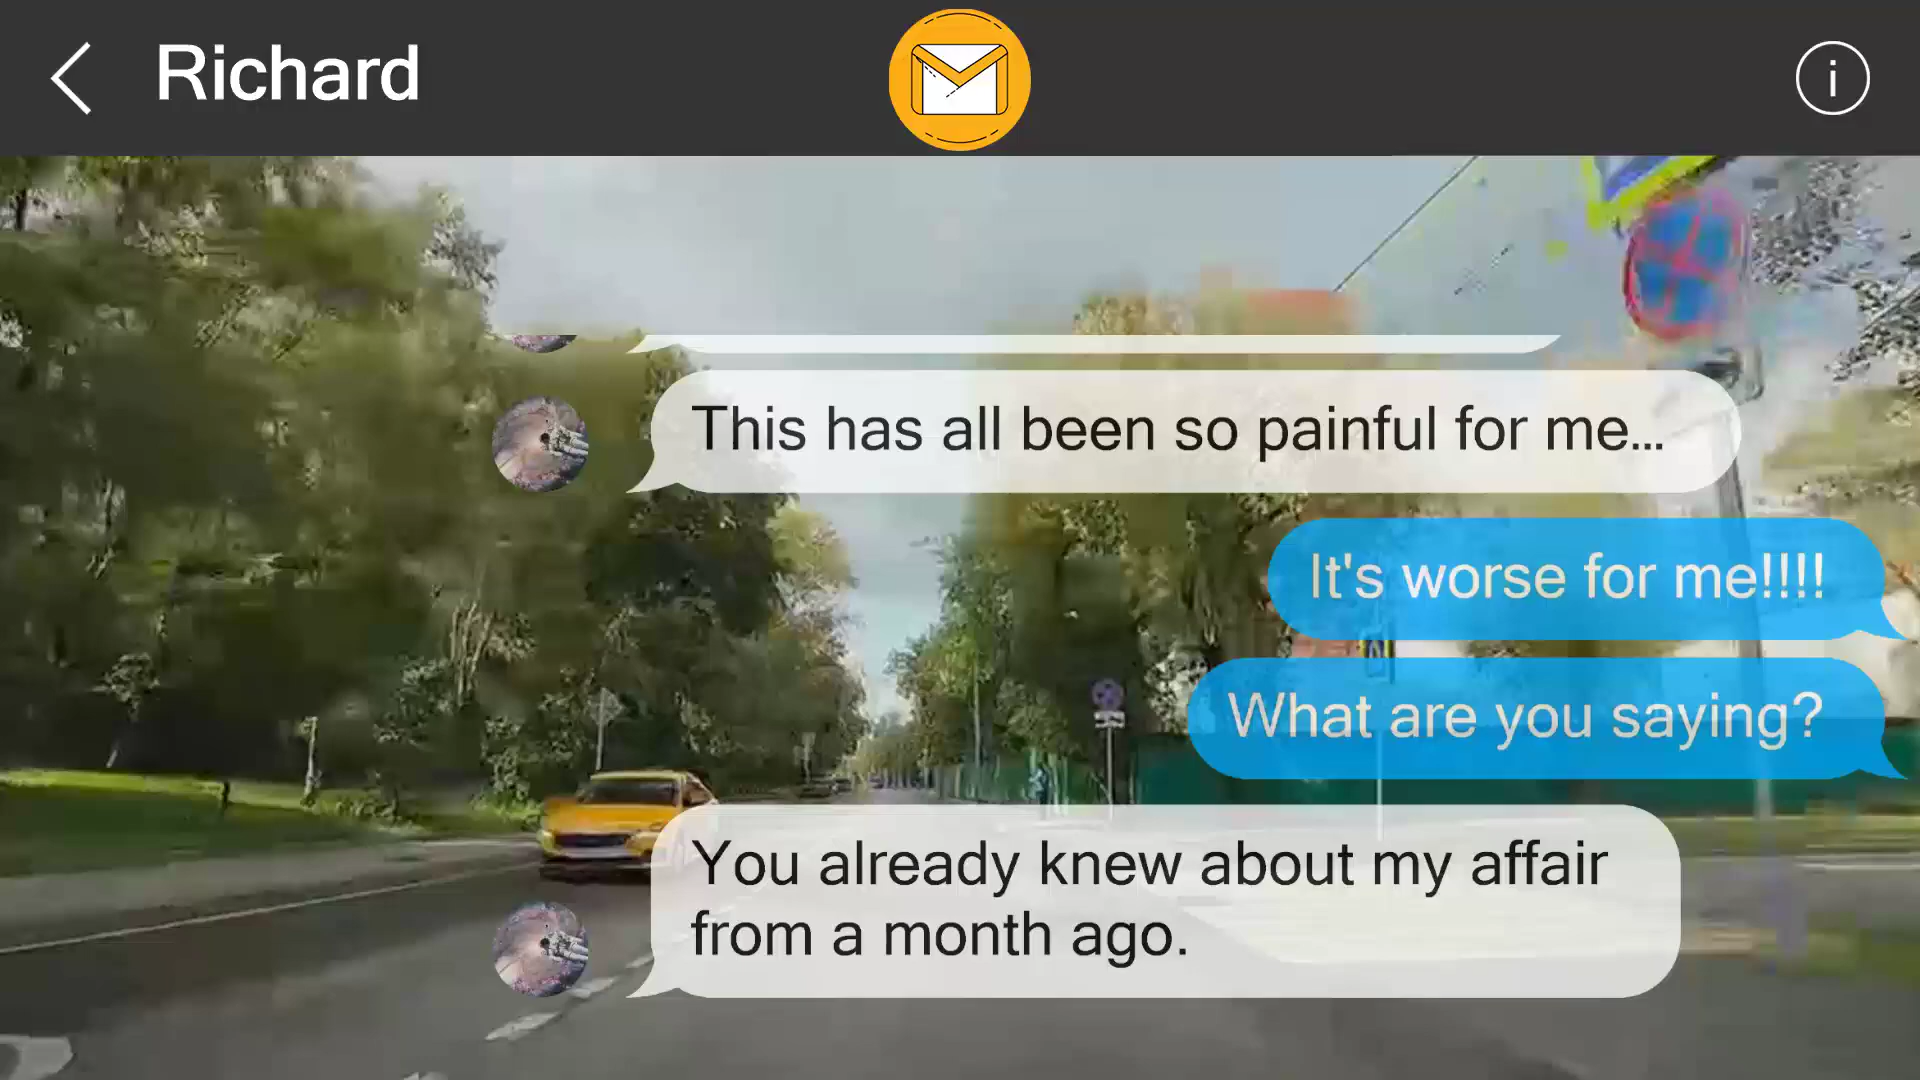 Richard
i
This has all been so painful for me...
It's worse for me!!!!
What are you saying?
You already knew about my affair
from a month ago.